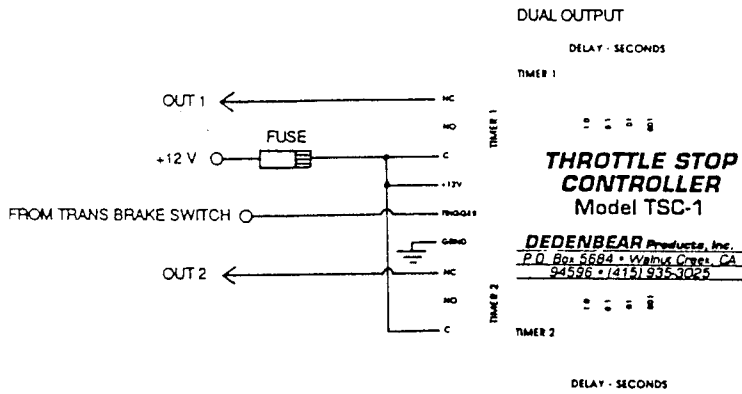 DUAL OUTPUT
DELAY - SECONDS
TIMER 1
OUT 1
NC
NO
TIMER 1
FUSE
+12 V
C
+12V
FROM TRANS BRAKE SWITCH
TRIGGER
GRND
OUT 2
NC
NO
TIMER 2
C
THROTTLE STOP
CONTROLLER
Model TSC-1
DEDENBEAR Products, Inc.
P.O. Box 5684 • Walnut Creek, CA
94596 • (415) 935-3025
TIMER 2
DELAY - SECONDS